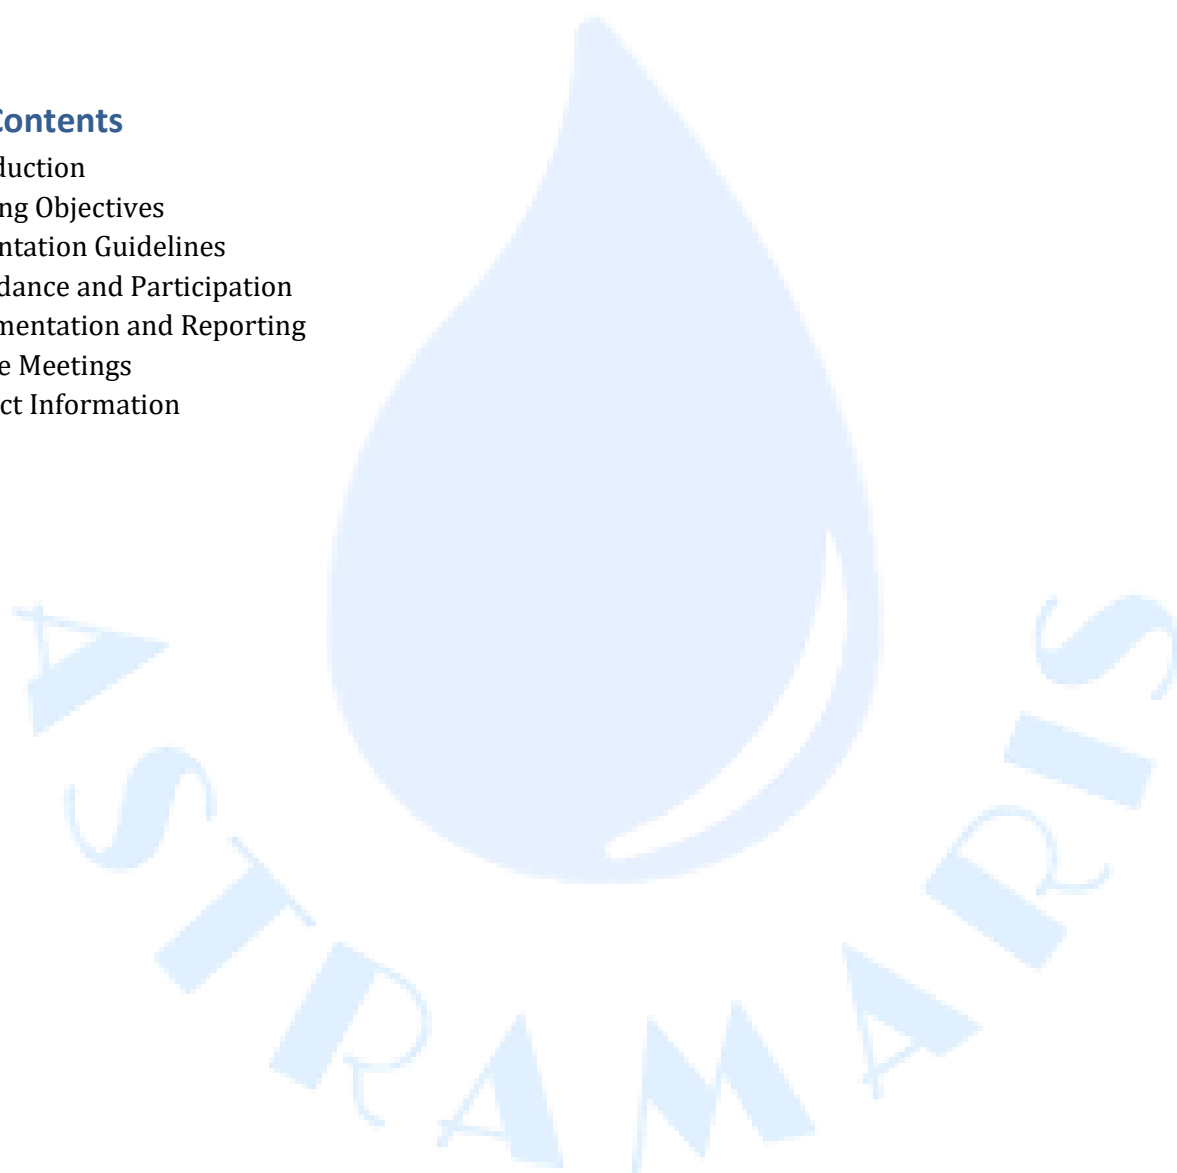 Contents
duction
ng Objectives
ntation Guidelines
dance and Participation
mentation and Reporting
e Meetings
ct Information
ASTRAMARIS